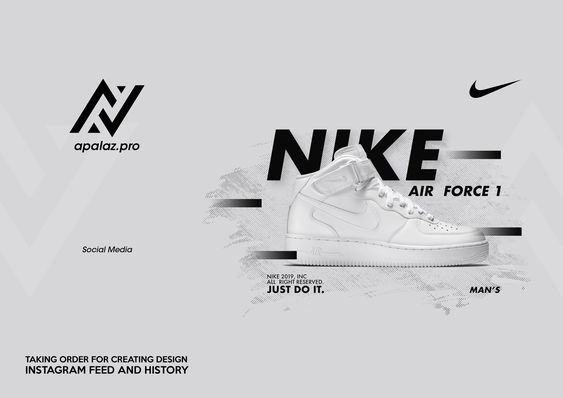 apalaz.pro
Social Media
TAKING ORDER FOR CREATING DESIGN
INSTAGRAM FEED AND HISTORY
NIKE
AIR FORCE 1
NIKE 2019, INC
ALL RIGHT RESERVED.
JUST DO IT.
MAN'S